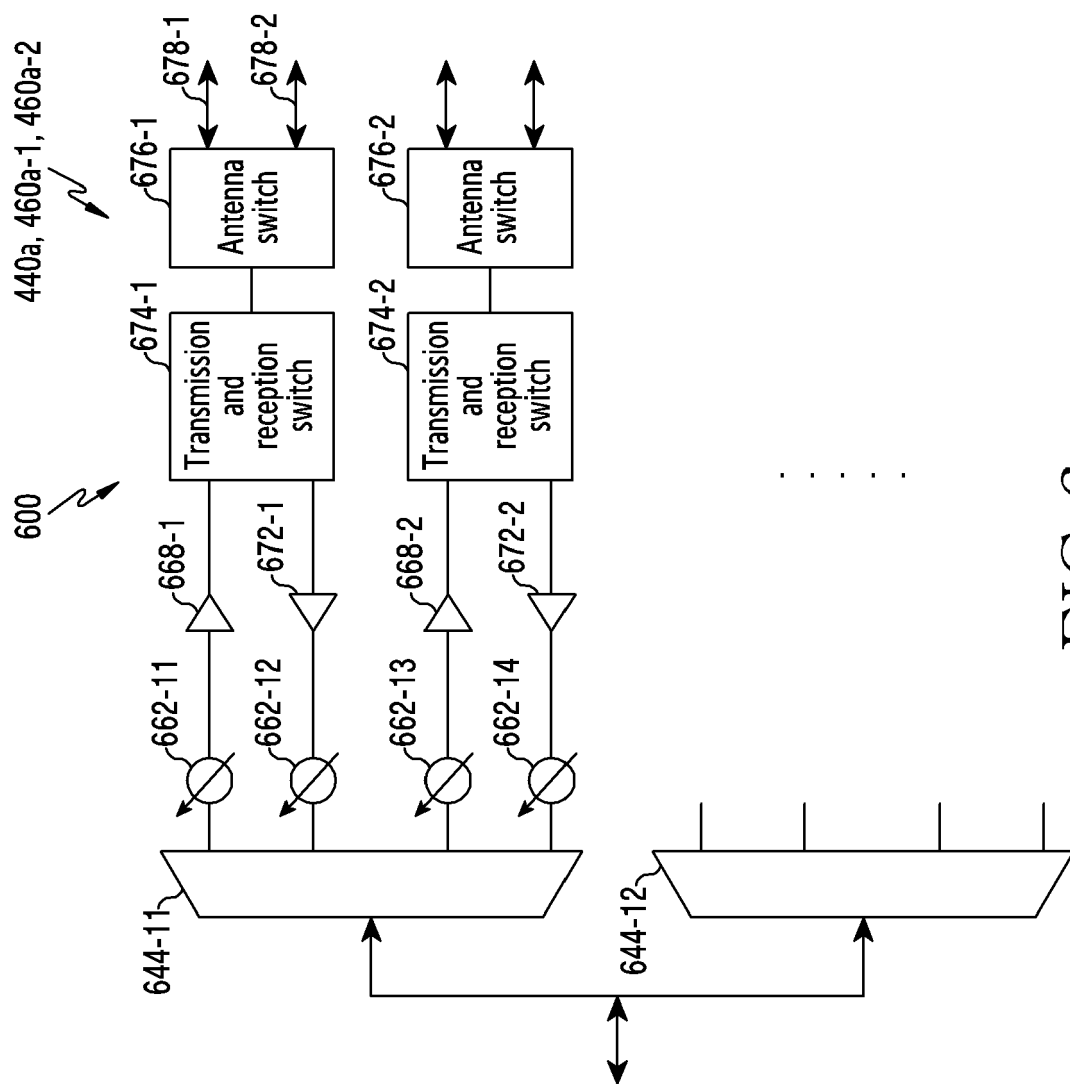 440a, 460a-1, 460a-2
600
644-11
662-11
668-1
674-1
Transmission
and
reception
switch
676-1
Antenna
switch
678-1
678-2
662-12
672-1
662-13
668-2
674-2
Transmission
and
reception
switch
676-2
Antenna
switch
662-14
672-2
644-12
. . . . .